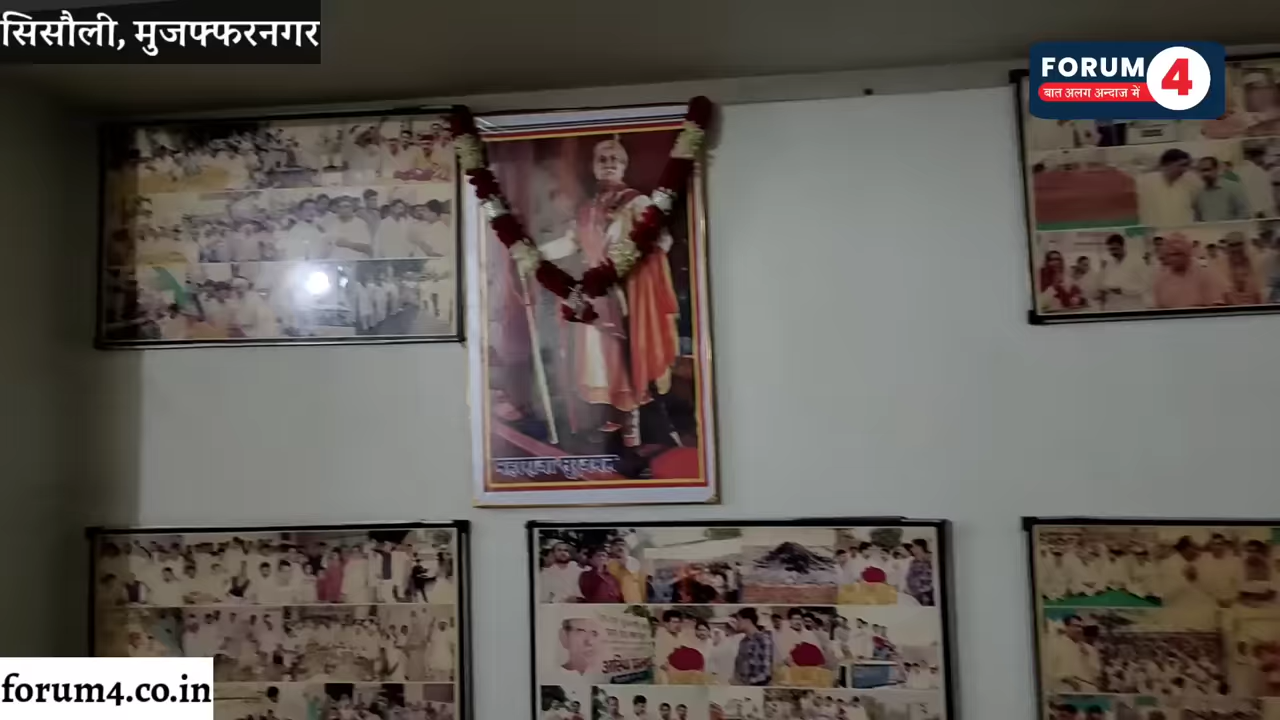 सिसौली, मुजफ्फरनगर
FORUM 4
बात अलग अन्दाज में
महाराजा सूरजमल
forum4.co.in